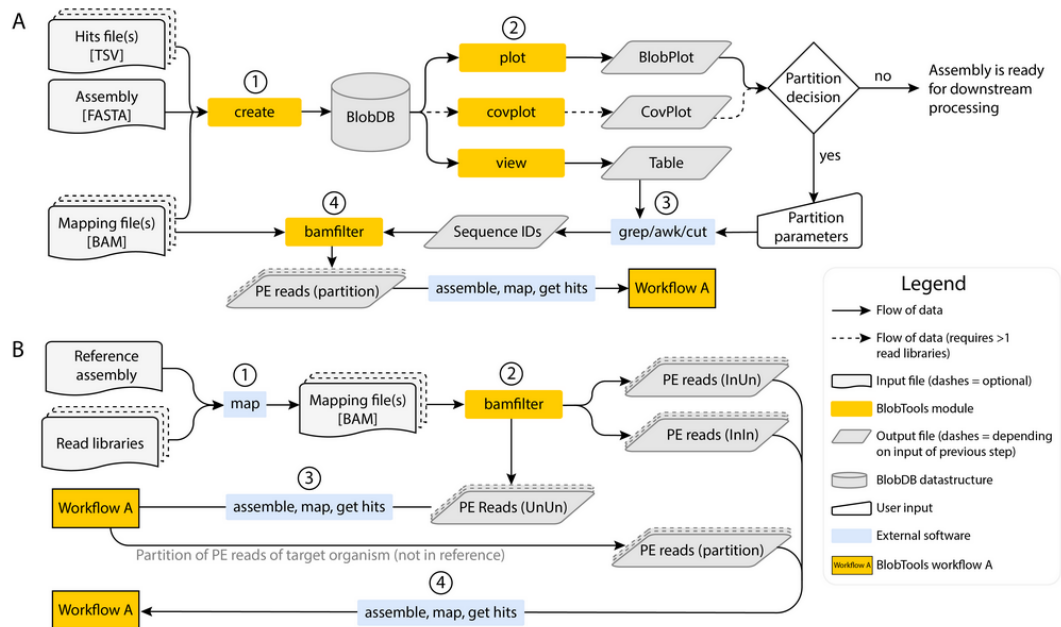 A
Hits file(s)
[TSV]
Assembly
[FASTA]
Mapping file(s)
[BAM]
1
create
BlobDB
2
plot
covplot
view
BlobPlot
CovPlot
Table
Partition
decision
no
Assembly is ready
for downstream
processing
yes
Partition
parameters
3
grep/awk/cut
Sequence IDs
4
bamfilter
PE reads (partition)
assemble, map, get hits
Workflow A
B
Reference
assembly
Read libraries
1
map
Mapping file(s)
[BAM]
2
bamfilter
PE reads (InUn)
PE reads (InIn)
PE Reads (UnUn)
3
assemble, map, get hits
Workflow A
Partition of PE reads of target organism (not in reference)
PE reads (partition)
4
assemble, map, get hits
Workflow A
Legend
Flow of data
Flow of data (requires >1
read libraries)
Input file (dashes = optional)
BlobTools module
Output file (dashes = depending
on input of previous step)
BlobDB datastructure
User input
External software
Workflow A
BlobTools workflow A